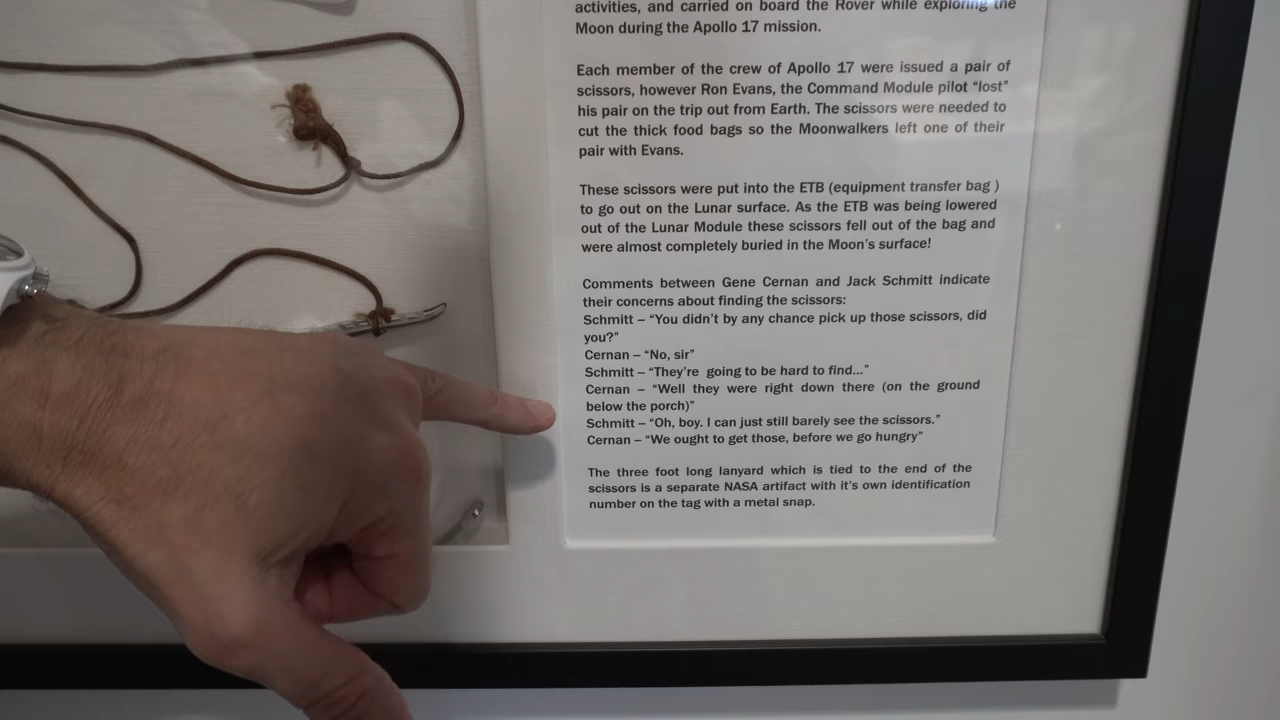 activities, and carried on board the Rover while exploring the
Moon during the Apollo 17 mission.
Each member of the crew of Apollo 17 were issued a pair of
scissors, however Ron Evans, the Command Module pilot “lost”
his pair on the trip out from Earth. The scissors were needed to
cut the thick food bags so the Moonwalkers left one of their
pair with Evans.
These scissors were put into the ETB (equipment transfer bag )
to go out on the Lunar surface. As the ETB was being lowered
out of the Lunar Module these scissors fell out of the bag and
were almost completely buried in the Moon’s surface!
Comments between Gene Cernan and Jack Schmitt indicate
their concerns about finding the scissors:
Schmitt – “You didn’t by any chance pick up those scissors, did
you?”
Cernan – “No, sir”
Schmitt – “They’re going to be hard to find...”
Cernan – “Well they were right down there (on the ground
below the porch)”
Schmitt – “Oh, boy. I can just still barely see the scissors.”
Cernan – “We ought to get those, before we go hungry”
The three foot long lanyard which is tied to the end of the
scissors is a separate NASA artifact with it’s own identification
number on the tag with a metal snap.